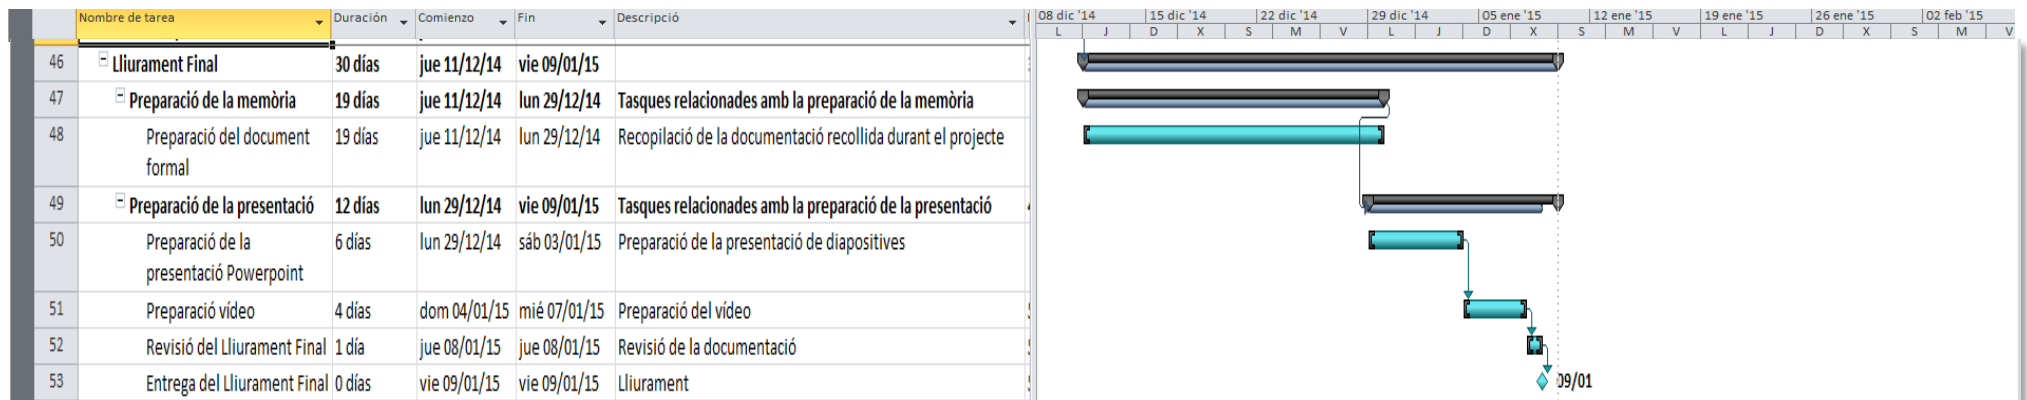 Nombre de tarea Duración Comienzo Fin Descripció 08 dic '14 15 dic '14 22 dic '14 29 dic '14 05 ene '15 12 ene '15 19 ene '15 26 ene '15 02 feb '15
L J D X S M V L J D X S M V L J D X S M V
46 Lliurament Final 30 días jue 11/12/14 vie 09/01/15
47 Preparació de la memòria 19 días jue 11/12/14 lun 29/12/14 Tasques relacionades amb la preparació de la memòria
48 Preparació del document 19 días jue 11/12/14 lun 29/12/14 Recopilació de la documentació recollida durant el projecte
formal
49 Preparació de la presentació 12 días lun 29/12/14 vie 09/01/15 Tasques relacionades amb la preparació de la presentació
50 Preparació de la 6 días lun 29/12/14 sáb 03/01/15 Preparació de la presentació de diapositives
presentació Powerpoint
51 Preparació vídeo 4 días dom 04/01/15 mié 07/01/15 Preparació del vídeo
52 Revisió del Lliurament Final 1 día jue 08/01/15 jue 08/01/15 Revisió de la documentació
53 Entrega del Lliurament Final 0 días vie 09/01/15 vie 09/01/15 Lliurament 09/01